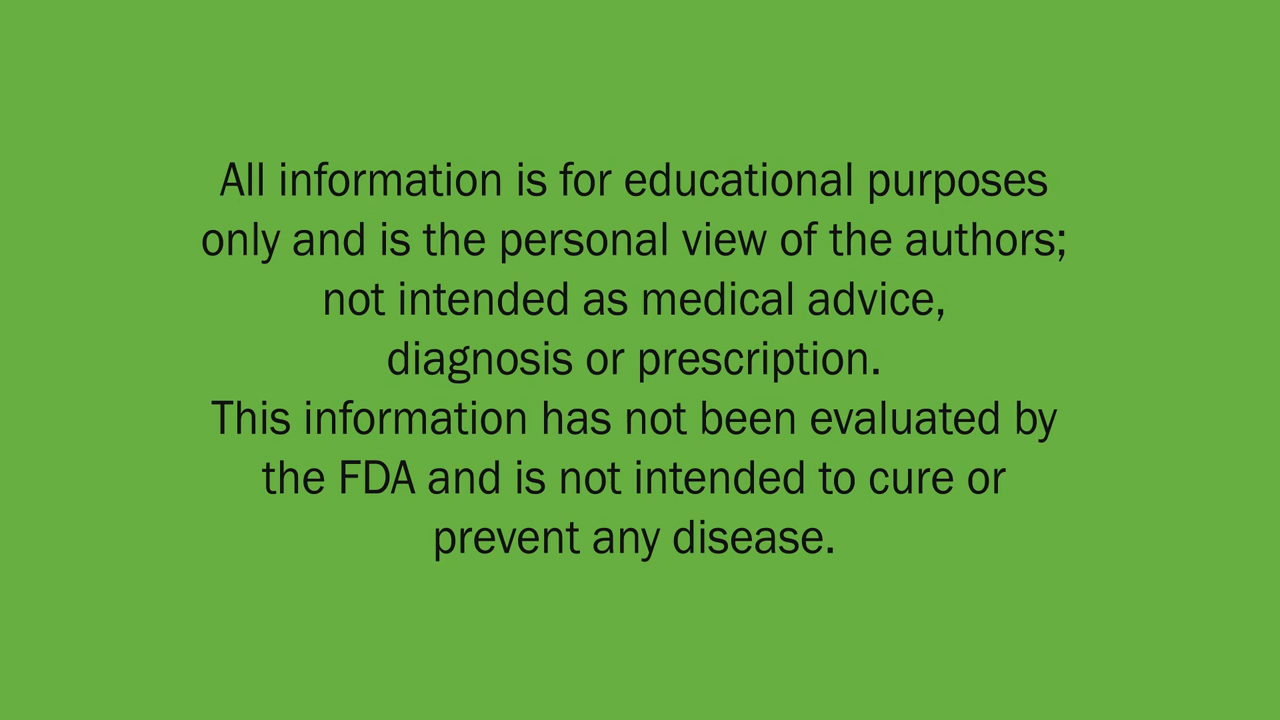 All information is for educational purposes
only and is the personal view of the authors;
not intended as medical advice,
diagnosis or prescription.
This information has not been evaluated by
the FDA and is not intended to cure or
prevent any disease.